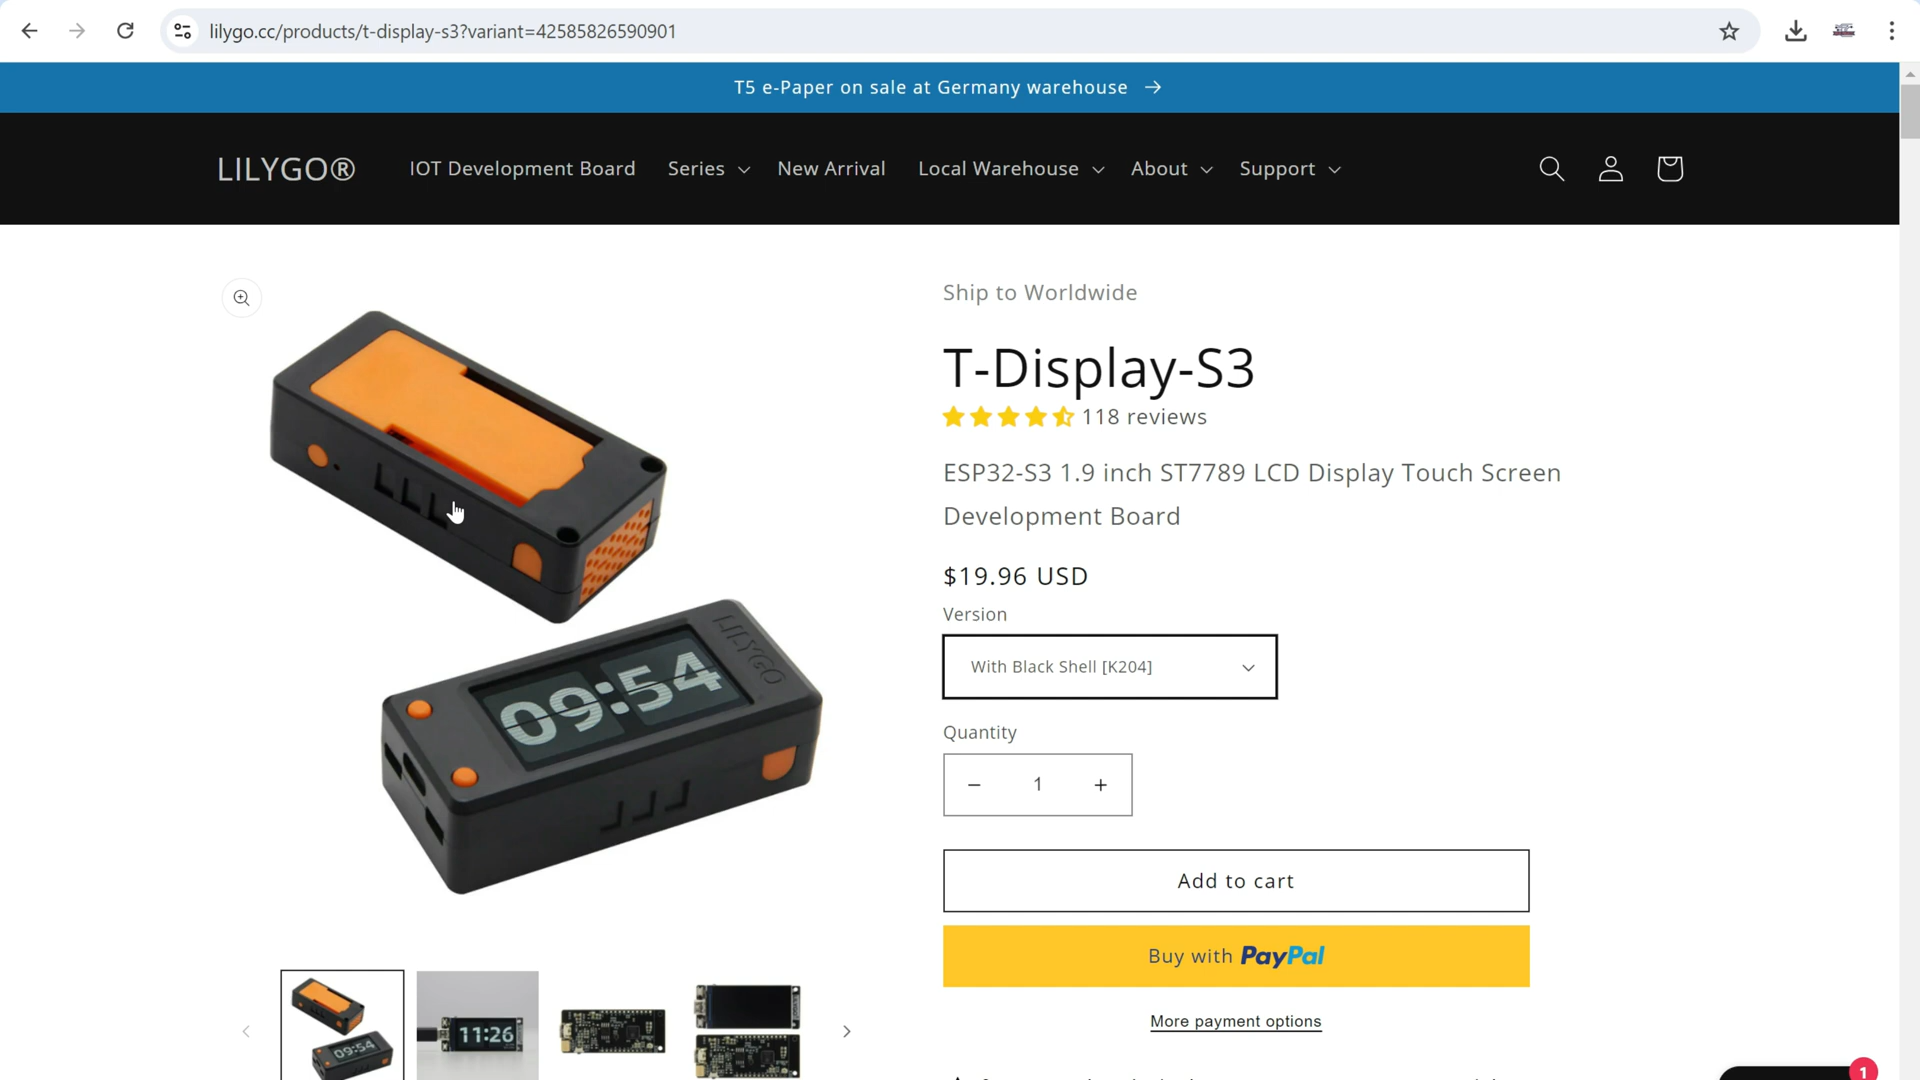 lilygo.cc/products/t-display-s3?variant=42585826590901
T5 e-Paper on sale at Germany warehouse →
LILYGO®
IOT Development Board
Series
New Arrival
Local Warehouse
About
Support
Ship to Worldwide
T-Display-S3
118 reviews
ESP32-S3 1.9 inch ST7789 LCD Display Touch Screen
Development Board
$19.96 USD
Version
With Black Shell [K204]
Quantity
− 1 +
Add to cart
Buy with PayPal
More payment options
LILYGO
09:54
09:54
11:26
1